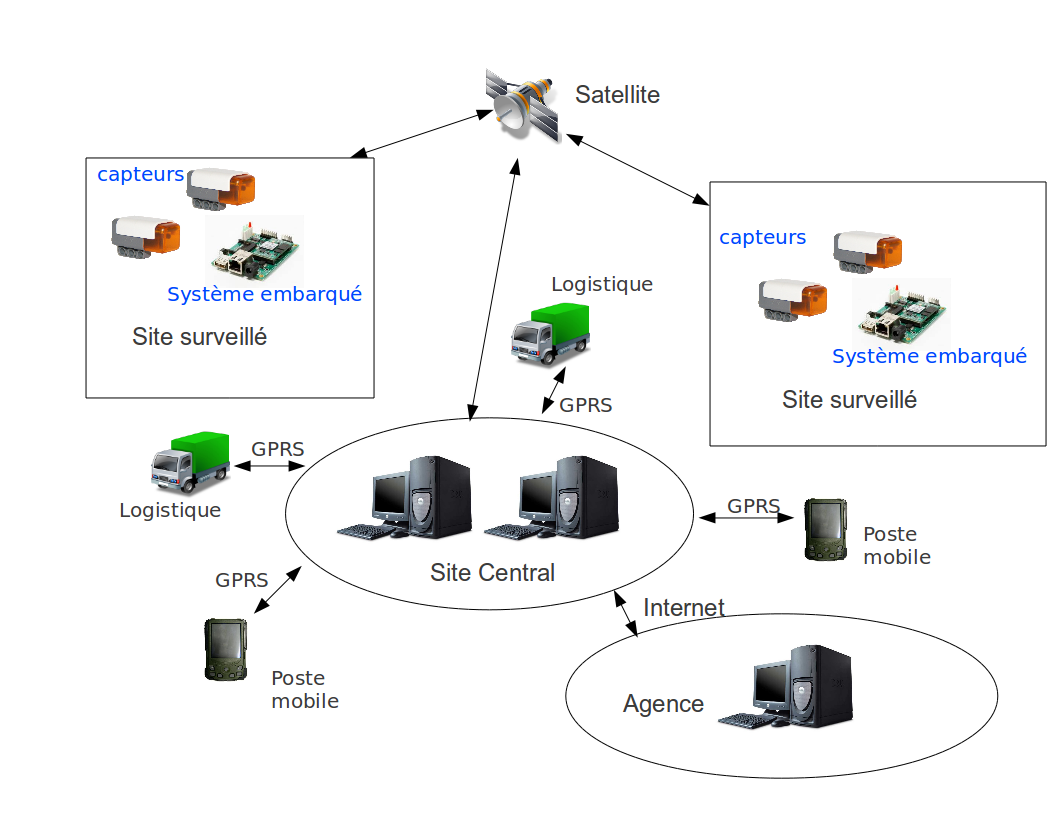 Satellite
capteurs
Système embarqué
Site surveillé
capteurs
Système embarqué
Site surveillé
Logistique
GPRS
GPRS
Logistique
Site Central
GPRS
Poste
mobile
GPRS
Poste
mobile
Internet
Agence